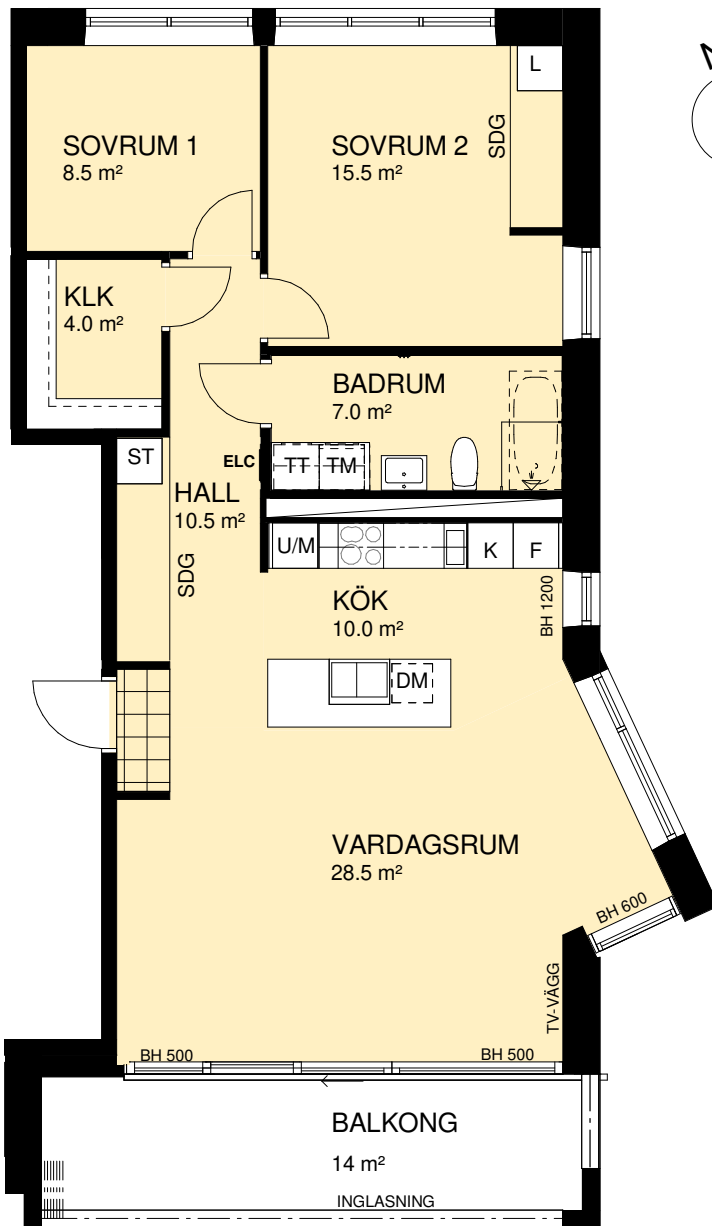 L
N
SOVRUM 1
8.5 m²
SOVRUM 2
15.5 m²
SDG
KLK
4.0 m²
BADRUM
7.0 m²
ST
ELC
TT
TM
HALL
10.5 m²
SDG
U/M
K
F
KÖK
10.0 m²
BH 1200
DM
VARDAGSRUM
28.5 m²
BH 600
TV-VÄGG
BH 500
BH 500
BALKONG
14 m²
INGLASNING